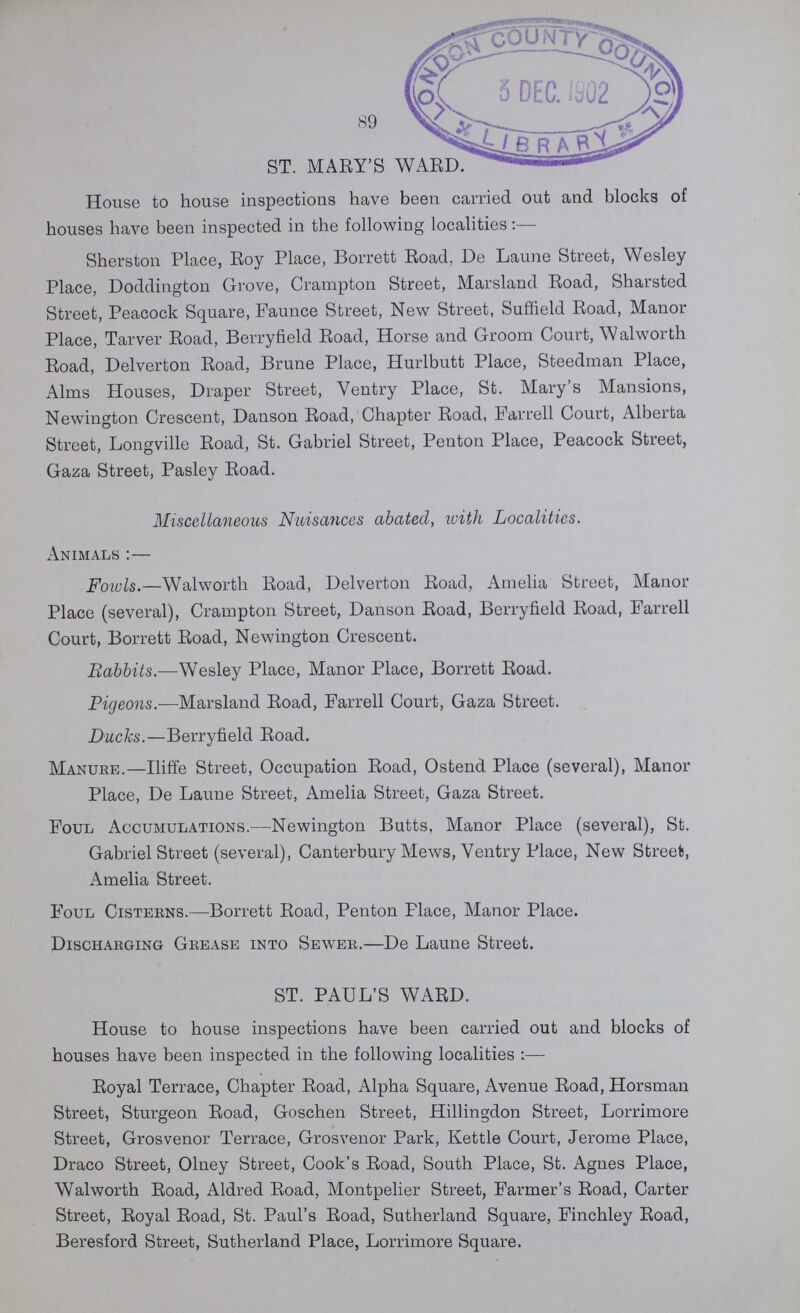 LONDON COUNTY COUNCIL
3 DEC. 1902
* LIBRARY *
89
ST. MARY'S WARD.
House to house inspections have been carried out and blocks of
houses have been inspected in the following localities :—
Sherston Place, Roy Place, Borrett Road, De Laune Street, Wesley
Place, Doddington Grove, Crampton Street, Marsland Road, Sharsted
Street, Peacock Square, Faunce Street, New Street, Suffield Road, Manor
Place, Tarver Road, Berryfield Road, Horse and Groom Court, Walworth
Road, Delverton Road, Brune Place, Hurlbutt Place, Steedman Place,
Alms Houses, Draper Street, Ventry Place, St. Mary's Mansions,
Newington Crescent, Danson Road, Chapter Road, Farrell Court, Alberta
Street, Longville Road, St. Gabriel Street, Penton Place, Peacock Street,
Gaza Street, Pasley Road.
Miscellaneous Nuisances abated, with Localities.
ANIMALS :—
Fowls.—Walworth Road, Delverton Road, Amelia Street, Manor
Place (several), Crampton Street, Danson Road, Berryfield Road, Farrell
Court, Borrett Road, Newington Crescent.
Rabbits.—Wesley Place, Manor Place, Borrett Road.
Pigeons.—Marsland Road, Farrell Court, Gaza Street.
Ducks.—Berryfield Road.
MANURE.—Iliffe Street, Occupation Road, Ostend Place (several), Manor
Place, De Laune Street, Amelia Street, Gaza Street.
FOUL ACCUMULATIONS.—Newington Butts, Manor Place (several), St.
Gabriel Street (several), Canterbury Mews, Ventry Place, New Street,
Amelia Street.
FOUL CISTERNS.—Borrett Road, Penton Place, Manor Place.
DISCHARGING GREASE INTO SEWER.—De Laune Street.
ST. PAUL'S WARD.
House to house inspections have been carried out and blocks of
houses have been inspected in the following localities :—
Royal Terrace, Chapter Road, Alpha Square, Avenue Road, Horsman
Street, Sturgeon Road, Goschen Street, Hillingdon Street, Lorrimore
Street, Grosvenor Terrace, Grosvenor Park, Kettle Court, Jerome Place,
Draco Street, Olney Street, Cook's Road, South Place, St. Agnes Place,
Walworth Road, Aldred Road, Montpelier Street, Farmer's Road, Carter
Street, Royal Road, St. Paul's Road, Sutherland Square, Finchley Road,
Beresford Street, Sutherland Place, Lorrimore Square.